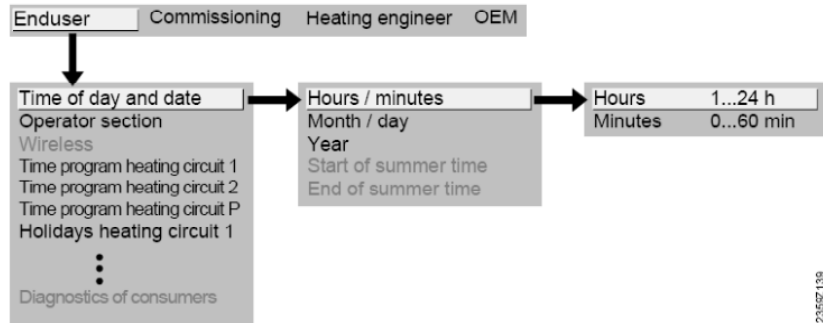 Enduser Commissioning Heating engineer OEM
Time of day and date
Operator section
Wireless
Time program heating circuit 1
Time program heating circuit 2
Time program heating circuit P
Holidays heating circuit 1
Diagnostics of consumers
Hours / minutes
Month / day
Year
Start of summer time
End of summer time
Hours 1...24 h
Minutes 0...60 min
2359Z139